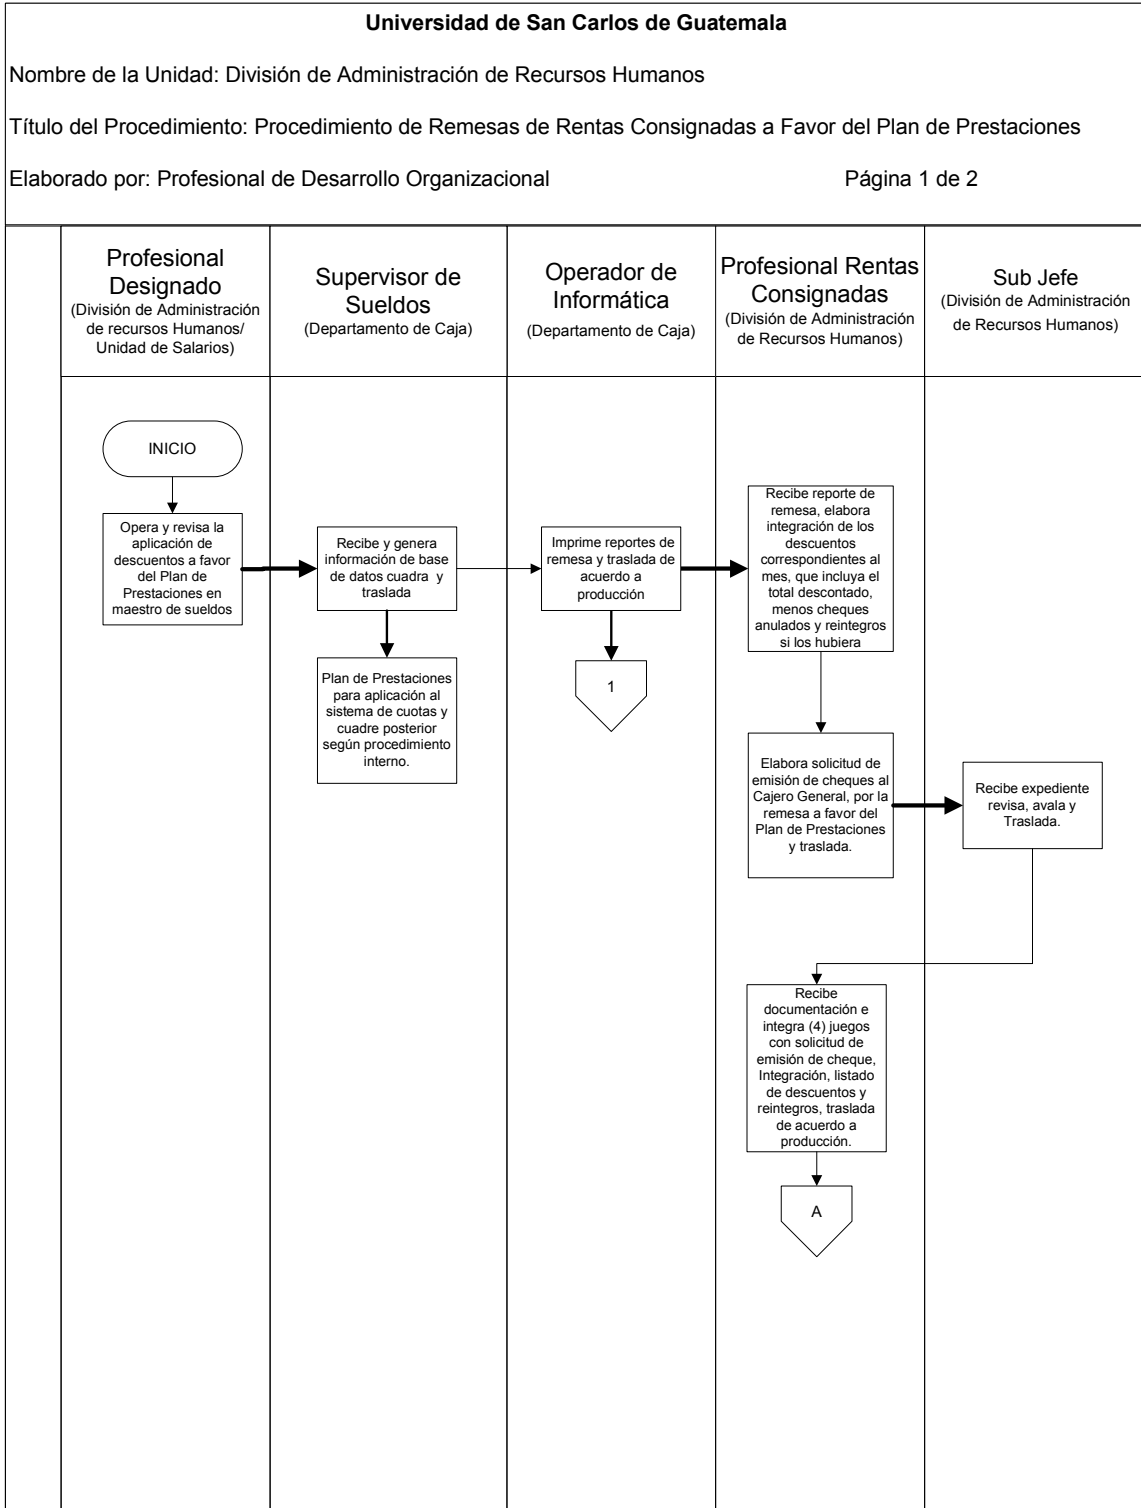 Universidad de San Carlos de Guatemala
Nombre de la Unidad: División de Administración de Recursos Humanos
Título del Procedimiento: Procedimiento de Remesas de Rentas Consignadas a Favor del Plan de Prestaciones
Elaborado por: Profesional de Desarrollo Organizacional Página 1 de 2
Profesional
Designado
(División de Administración
de recursos Humanos/
Unidad de Salarios)
Supervisor de
Sueldos
(Departamento de Caja)
Operador de
Informática
(Departamento de Caja)
Profesional Rentas
Consignadas
(División de Administración
de Recursos Humanos)
Sub Jefe
(División de Administración
de Recursos Humanos)
INICIO
Opera y revisa la
aplicación de
descuentos a favor
del Plan de
Prestaciones en
maestro de sueldos
Recibe y genera
información de base
de datos cuadra y
traslada
Imprime reportes de
remesa y traslada de
acuerdo a
producción
Recibe reporte de
remesa, elabora
integración de los
descuentos
correspondientes al
mes, que incluya el
total descontado,
menos cheques
anulados y reintegros
si los hubiera
Plan de Prestaciones
para aplicación al
sistema de cuotas y
cuadre posterior
según procedimiento
interno.
1
Elabora solicitud de
emisión de cheques al
Cajero General, por la
remesa a favor del
Plan de Prestaciones
y traslada.
Recibe expediente
revisa, avala y
Traslada.
Recibe
documentación e
integra (4) juegos
con solicitud de
emisión de cheque,
Integración, listado
de descuentos y
reintegros, traslada
de acuerdo a
producción.
A